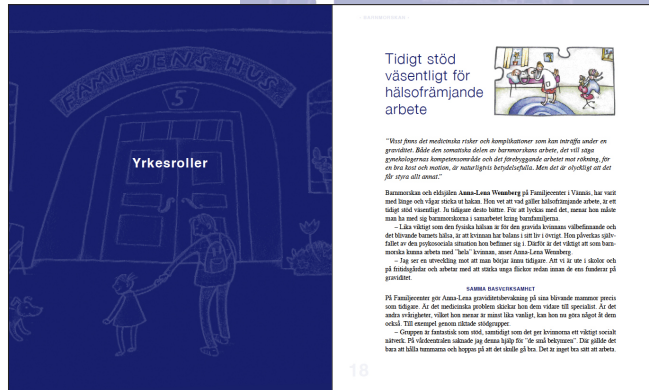 FAMILJENS HUS
5
Yrkesroller
- BARNMORSKAN -
Tidigt stöd
väsentligt för
hälsofrämjande
arbete
"Visst finns det medicinska risker och komplikationer som kan inträffa under en
graviditet. Både den somatiska delen av barnmorskans arbete, det vill säga
gynekologernas kompetensområde och det förebyggande arbetet mot rökning, för
en bra kost och motion, är naturligtvis betydelsefulla. Men det är olyckligt att det
får styra allt annat."
Barnmorskan och eldsjälen Anna-Lena Wennberg på Familjecenter i Vännäs, har varit
med länge och vågar sticka ut hakan. Hon vet att vad gäller hälsofrämjande arbete, är ett
tidigt stöd väsentligt. Ju tidigare desto bättre. För att lyckas med det, menar hon måste
man ha med sig barnmorskorna i samarbetet kring barnfamiljerna.
– Lika viktigt som den fysiska hälsan är för den gravida kvinnans välbefinnande och
det blivande barnets hälsa, är att kvinnan har balans i sitt liv i övrigt. Hon påverkas själv-
fallet av den psykosociala situation hon befinner sig i. Därför är det viktigt att som barn-
morska kunna arbeta med "hela" kvinnan, anser Anna-Lena Wennberg.
– Jag ser en utveckling mot att man börjar ännu tidigare. Att vi är ute i skolor och
på fritidsgårdar och arbetar med att stärka unga flickor redan innan de ens funderar på
graviditet.
SAMMA BASVERKSAMHET
På Familjecenter gör Anna-Lena graviditetsbevakning på sina blivande mammor precis
som tidigare. Är det medicinska problem skickar hon dem vidare till specialist. Är det
andra svårigheter, vilket hon menar är minst lika vanligt, kan hon nu göra något åt dem
också. Till exempel genom riktade stödgrupper.
– Gruppen är fantastisk som stöd, samtidigt som det ger kvinnorna ett viktigt socialt
nätverk. På vårdcentralen saknade jag denna hjälp för "de små bekymren". Där gällde det
bara att hålla tummarna och hoppas på att det skulle gå bra. Det är inget bra sätt att arbeta.
18